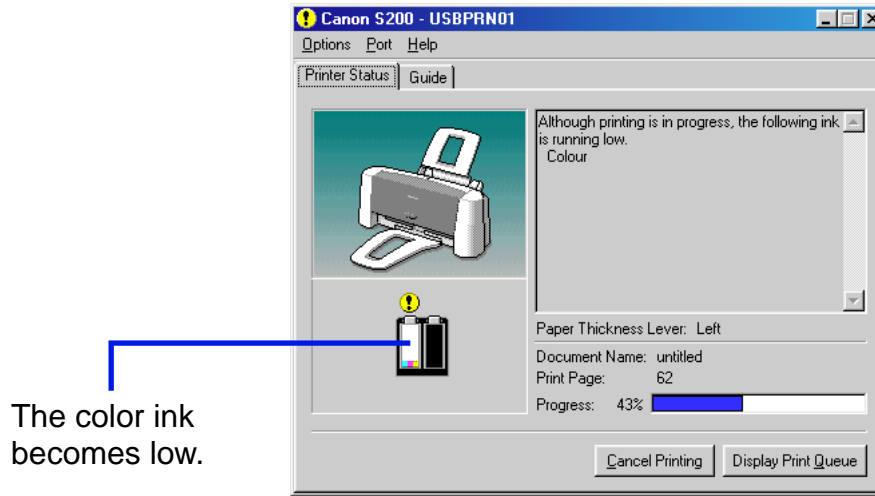 Canon S200 - USBPRN01
Options Port Help
Printer Status Guide
Although printing is in progress, the following ink
is running low.
Colour
Paper Thickness Lever: Left
Document Name: untitled
Print Page: 62
Progress: 43%
Cancel Printing Display Print Queue
The color ink
becomes low.